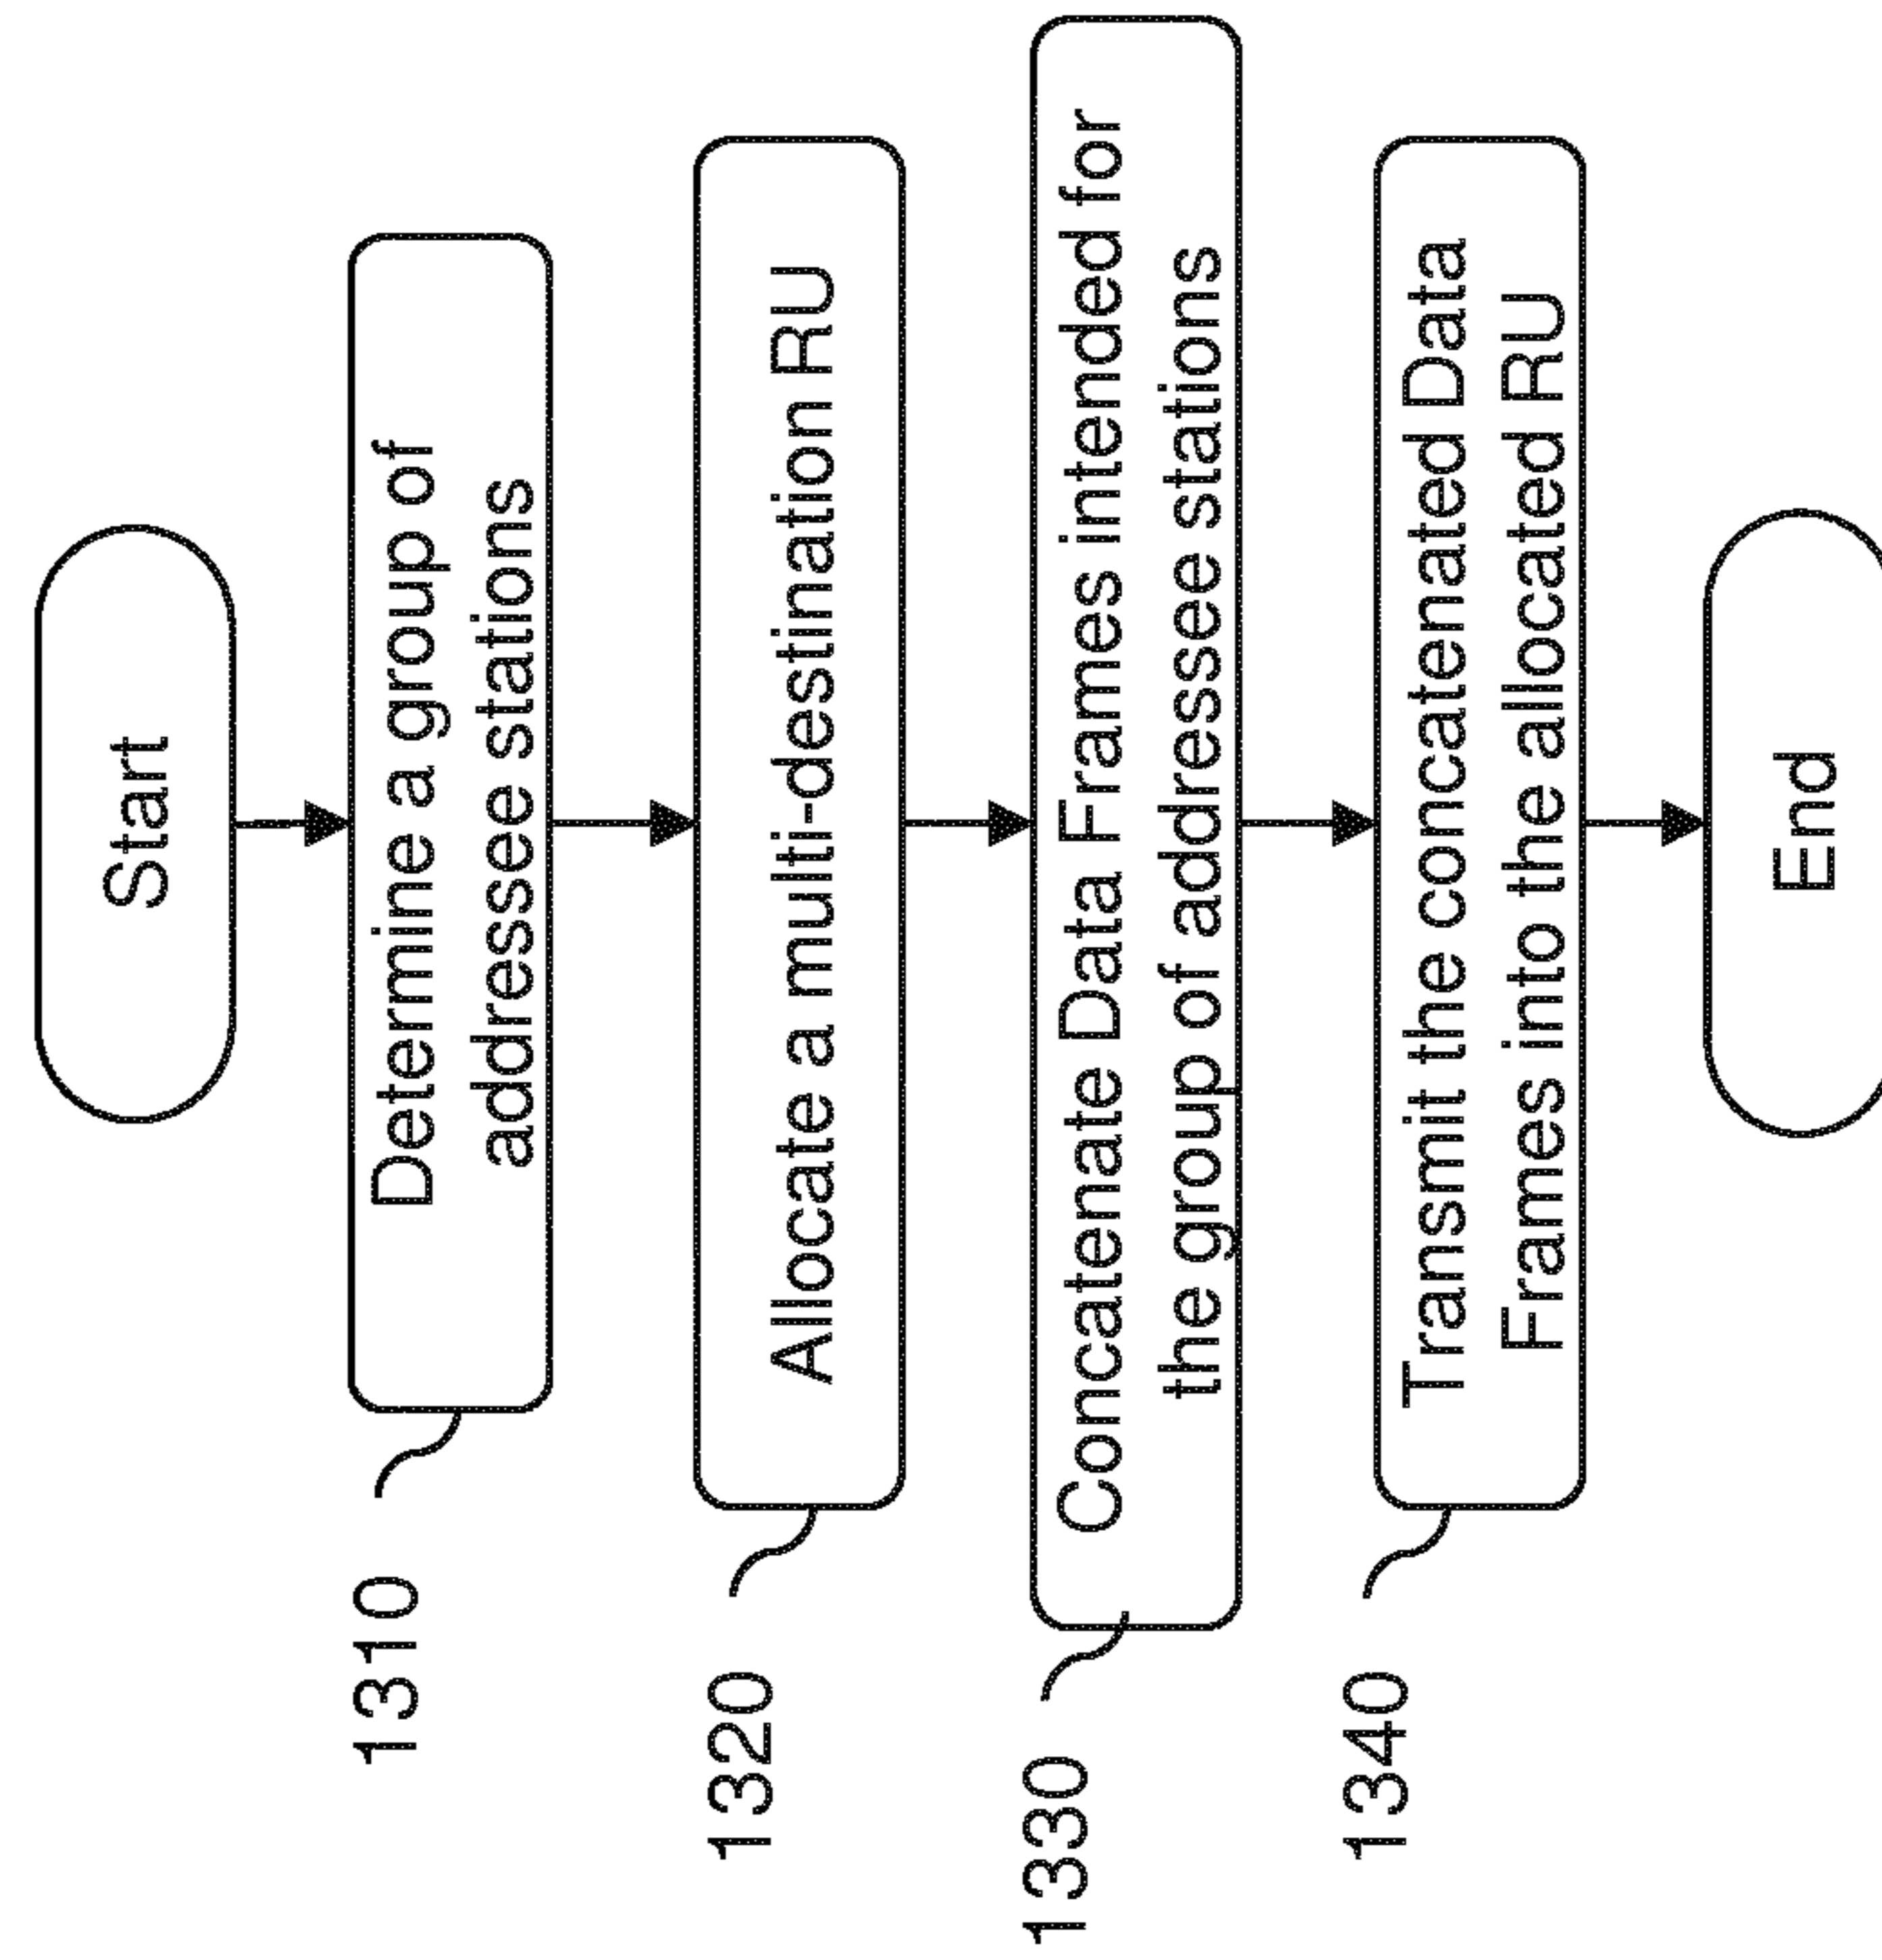 Start
1310
Determine a group of
addressee stations
1320
Allocate a multi-destination RU
1330
Concatenate Data Frames intended for
the group of addressee stations
1340
Transmit the concatenated Data
Frames into the allocated RU
End